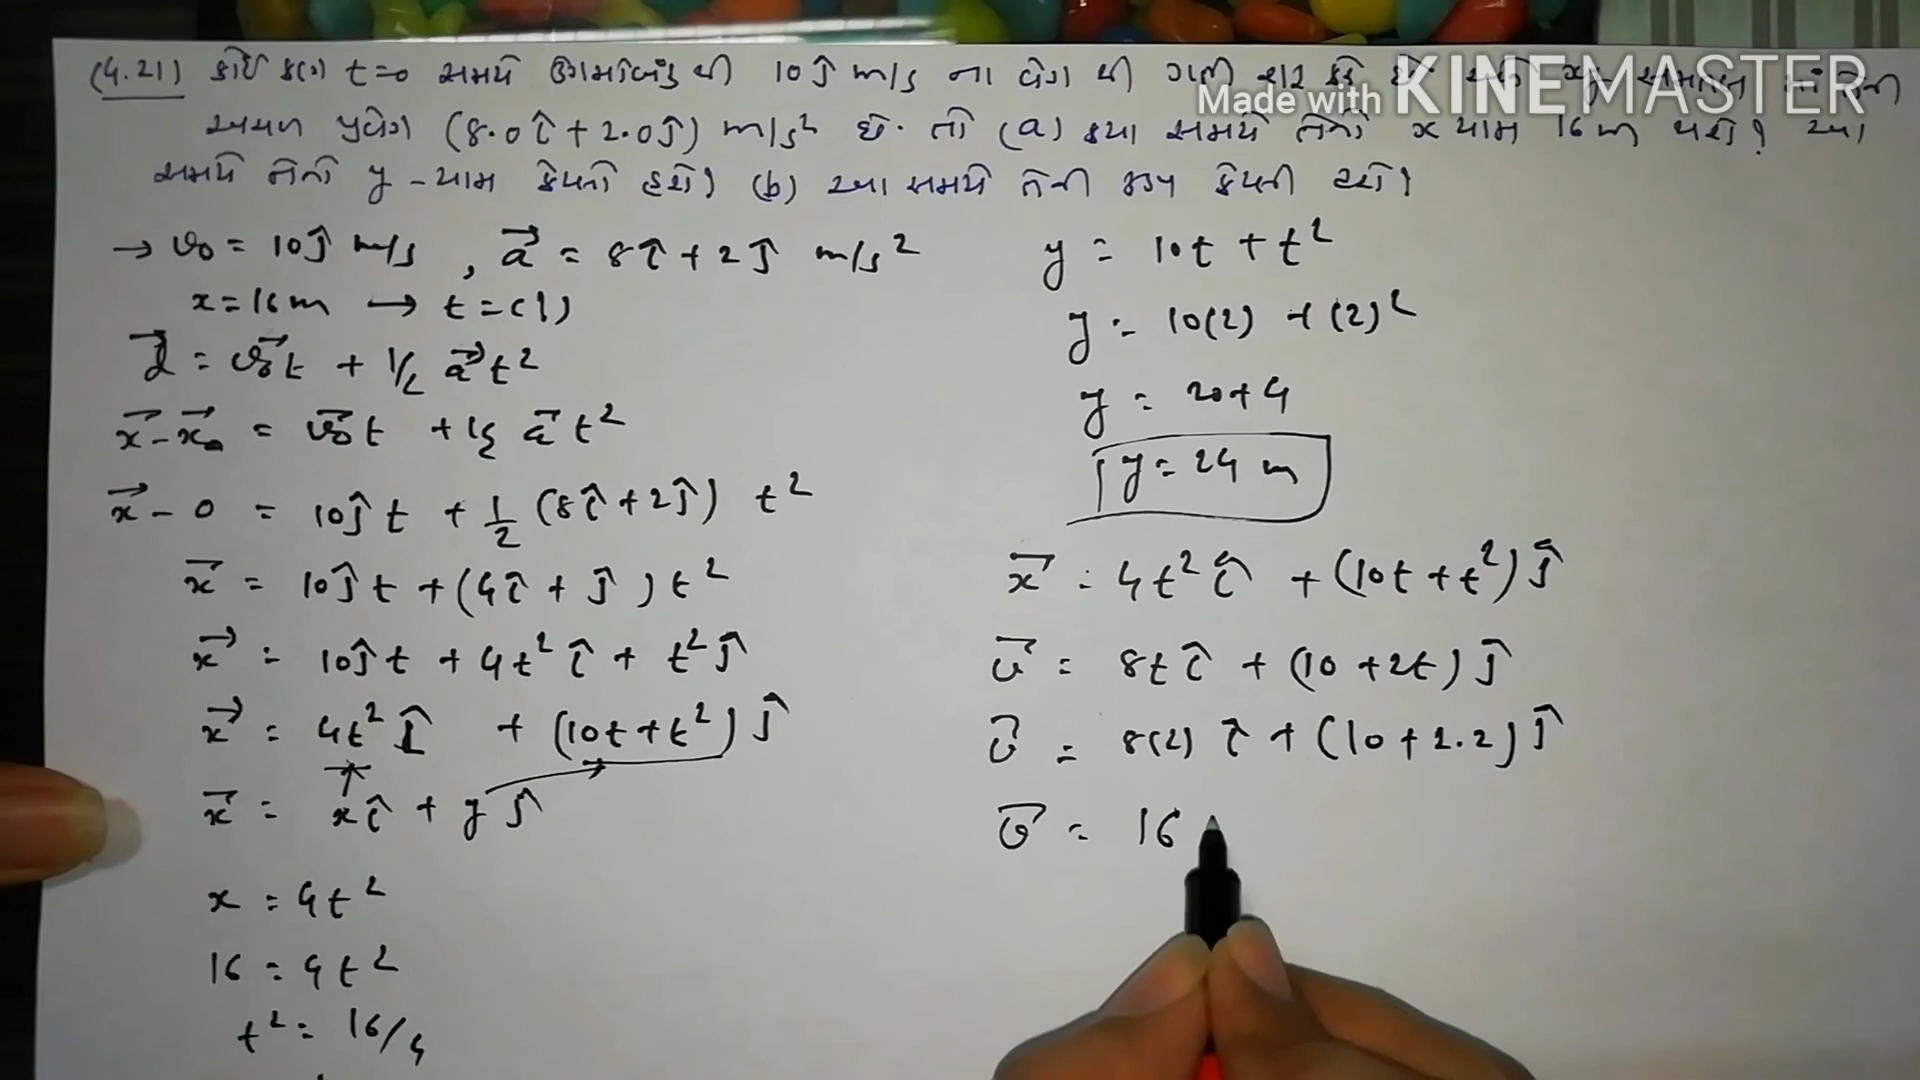 (4.21) કોઈ કણ t=0 સમયે ઊગમબિંદુ થી 10ĵ m/s ના વેગ થી ગતિ શરૂ કરે છે.
Made with KINEMASTER
અચળ પ્રવેગ (8.0î + 2.0ĵ) m/s² છે. તો (a) કયા સમયે તેનો x યામ 16 m થશે? આ
સમયે તેનો y-યામ કેટલો હશે? (b) આ સમયે તેની ઝડપ કેટલી થશે?
→ v₀ = 10ĵ m/s , a⃗ = 8î + 2ĵ m/s²
x = 16m → t = (?)
d⃗ = v⃗₀t + 1/2 a⃗t²
x⃗ - x⃗₀ = v⃗₀t + 1/2 a⃗ t²
x⃗ - 0 = 10ĵ t + 1/2 (8î + 2ĵ) t²
x⃗ = 10ĵ t + (4î + ĵ) t²
x⃗ = 10ĵ t + 4t² î + t² ĵ
x⃗ = 4t² î + (10t + t²) ĵ
x⃗ = xî + yĵ
x = 4t²
16 = 4t²
t² = 16/4
y = 10t + t²
y = 10(2) + (2)²
y = 20 + 4
y = 24 m
x⃗ = 4t² î + (10t + t²) ĵ
v⃗ = 8t î + (10 + 2t) ĵ
v⃗ = 8(2) î + (10 + 2.2) ĵ
v⃗ = 16